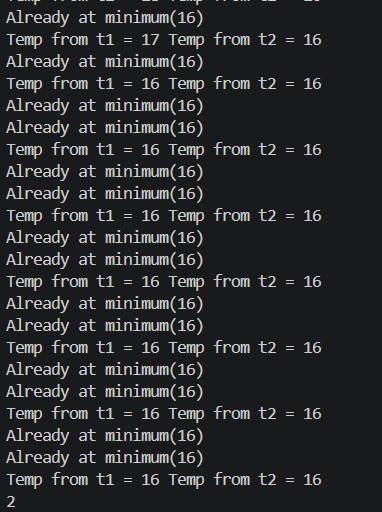 Already at minimum(16)
Temp from t1 = 17 Temp from t2 = 16
Already at minimum(16)
Temp from t1 = 16 Temp from t2 = 16
Already at minimum(16)
Already at minimum(16)
Temp from t1 = 16 Temp from t2 = 16
Already at minimum(16)
Already at minimum(16)
Temp from t1 = 16 Temp from t2 = 16
Already at minimum(16)
Already at minimum(16)
Temp from t1 = 16 Temp from t2 = 16
Already at minimum(16)
Already at minimum(16)
Temp from t1 = 16 Temp from t2 = 16
Already at minimum(16)
Already at minimum(16)
Temp from t1 = 16 Temp from t2 = 16
Already at minimum(16)
Already at minimum(16)
Temp from t1 = 16 Temp from t2 = 16
2